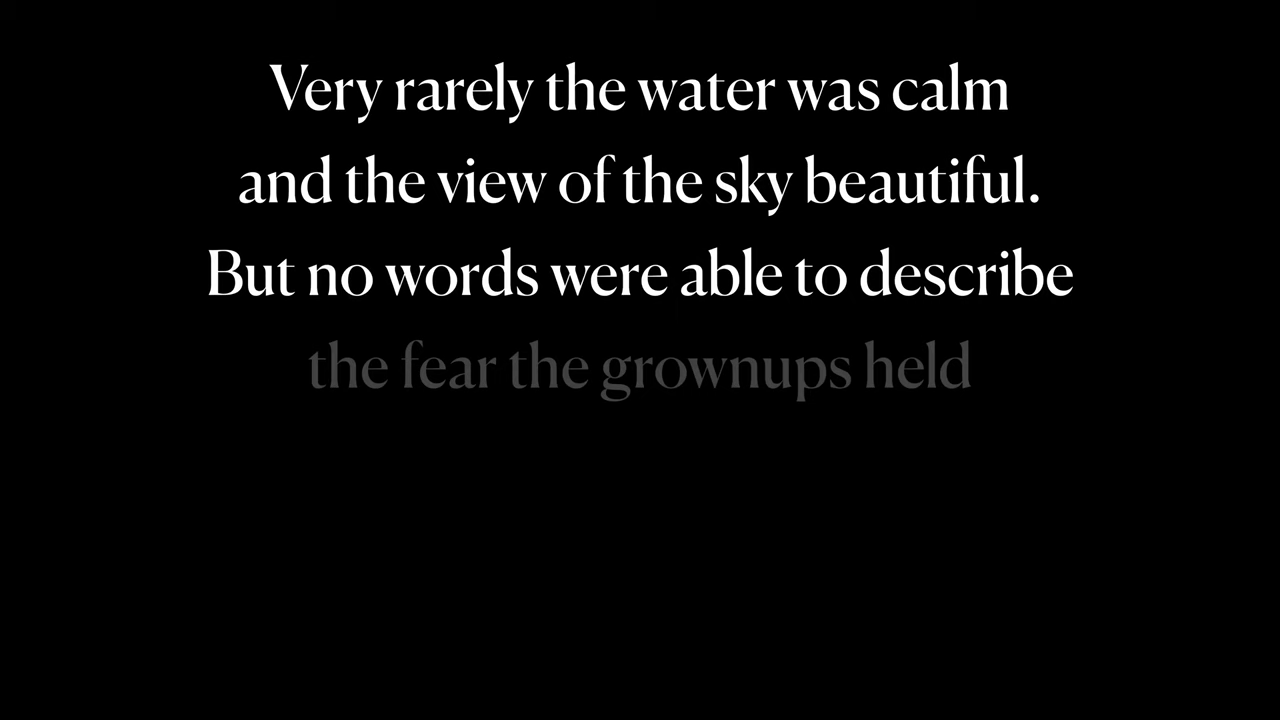 Very rarely the water was calm
and the view of the sky beautiful.
But no words were able to describe
the fear the grownups held